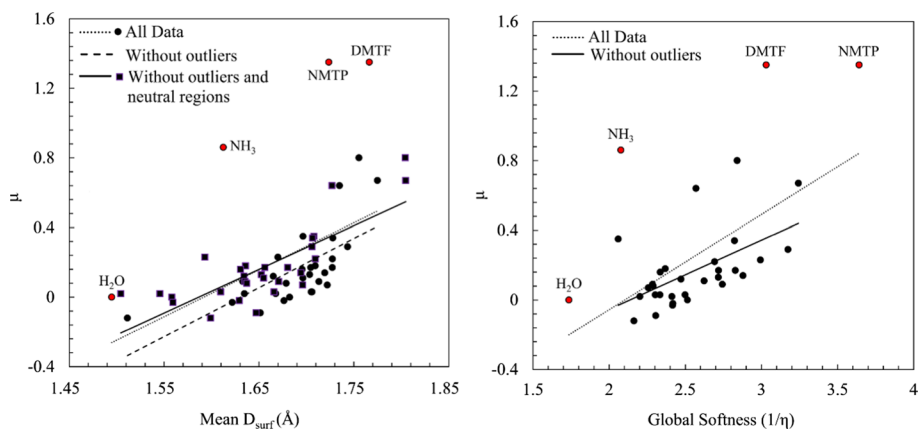 1.6
1.2
0.8
0.4
0
-0.4
μ
All Data
Without outliers
Without outliers and
neutral regions
DMTF
NMTP
NH₃
H₂O
1.45 1.55 1.65 1.75 1.85
Mean D_surf (Å)
1.6
1.2
0.8
0.4
0
-0.4
μ
All Data
Without outliers
DMTF NMTP
NH₃
H₂O
1.5 2 2.5 3 3.5 4
Global Softness (1/η)